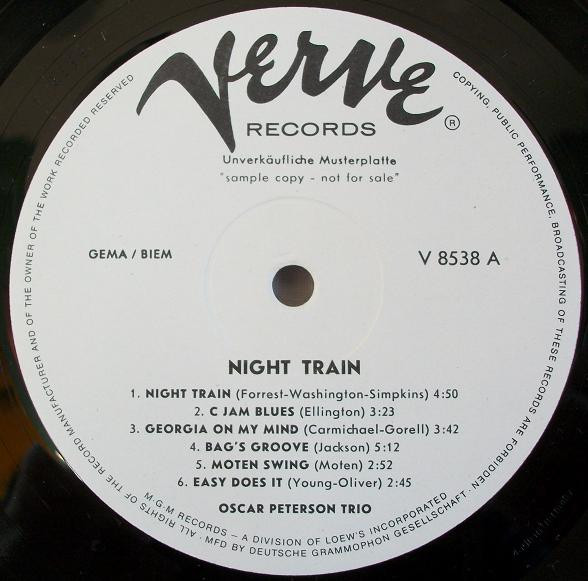 Verve
RECORDS ®
Unverkäufliche Musterplatte
"sample copy - not for sale"
GEMA / BIEM
V 8538 A
NIGHT TRAIN
1. NIGHT TRAIN (Forrest-Washington-Simpkins) 4:50
2. C JAM BLUES (Ellington) 3:23
3. GEORGIA ON MY MIND (Carmichael-Gorell) 3:42
4. BAG'S GROOVE (Jackson) 5:12
5. MOTEN SWING (Moten) 2:52
6. EASY DOES IT (Young-Oliver) 2:45
OSCAR PETERSON TRIO
M·G·M RECORDS – A DIVISION OF LOEW'S INCORPORATED
ALL RIGHTS OF THE RECORD MANUFACTURER AND OF THE OWNER OF THE WORK RECORDED RESERVED
COPYING, PUBLIC PERFORMANCE, BROADCASTING OF THESE RECORDS ARE FORBIDDEN · MFD BY DEUTSCHE GRAMMOPHON GESELLSCHAFT ·